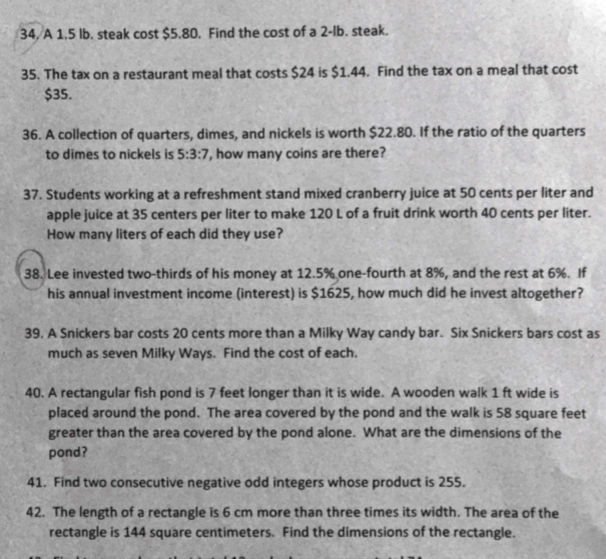 34. A 1.5 lb. steak cost $5.80. Find the cost of a 2-lb. steak.
35. The tax on a restaurant meal that costs $24 is $1.44. Find the tax on a meal that cost
$35.
36. A collection of quarters, dimes, and nickels is worth $22.80. If the ratio of the quarters
to dimes to nickels is 5:3:7, how many coins are there?
37. Students working at a refreshment stand mixed cranberry juice at 50 cents per liter and
apple juice at 35 centers per liter to make 120 L of a fruit drink worth 40 cents per liter.
How many liters of each did they use?
38. Lee invested two-thirds of his money at 12.5% one-fourth at 8%, and the rest at 6%. If
his annual investment income (interest) is $1625, how much did he invest altogether?
39. A Snickers bar costs 20 cents more than a Milky Way candy bar. Six Snickers bars cost as
much as seven Milky Ways. Find the cost of each.
40. A rectangular fish pond is 7 feet longer than it is wide. A wooden walk 1 ft wide is
placed around the pond. The area covered by the pond and the walk is 58 square feet
greater than the area covered by the pond alone. What are the dimensions of the
pond?
41. Find two consecutive negative odd integers whose product is 255.
42. The length of a rectangle is 6 cm more than three times its width. The area of the
rectangle is 144 square centimeters. Find the dimensions of the rectangle.